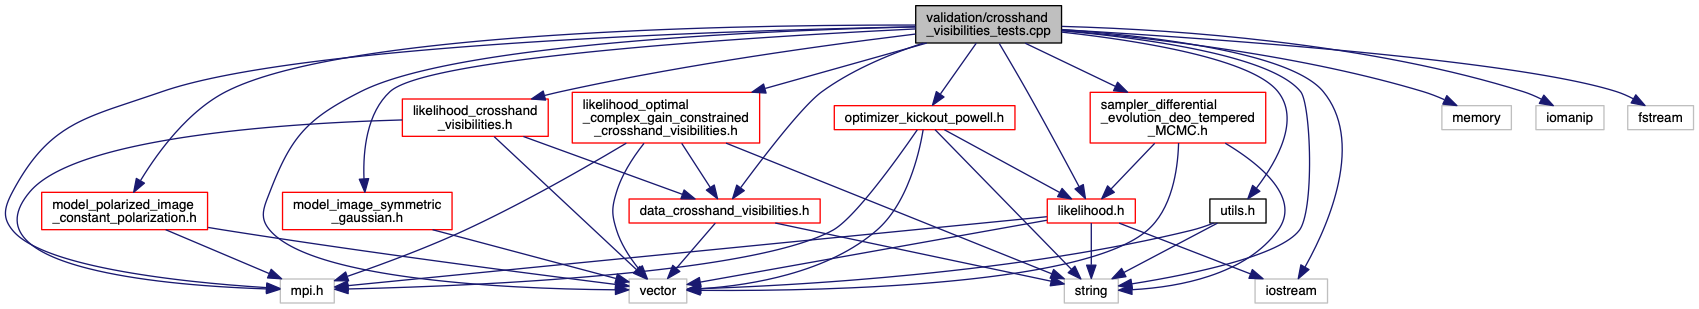 validation/crosshand
_visibilities_tests.cpp
likelihood_crosshand
_visibilities.h
likelihood_optimal
_complex_gain_constrained
_crosshand_visibilities.h
optimizer_kickout_powell.h
sampler_differential
_evolution_deo_tempered
_MCMC.h
memory
iomanip
fstream
model_polarized_image
_constant_polarization.h
model_image_symmetric
_gaussian.h
data_crosshand_visibilities.h
likelihood.h
utils.h
mpi.h
vector
string
iostream